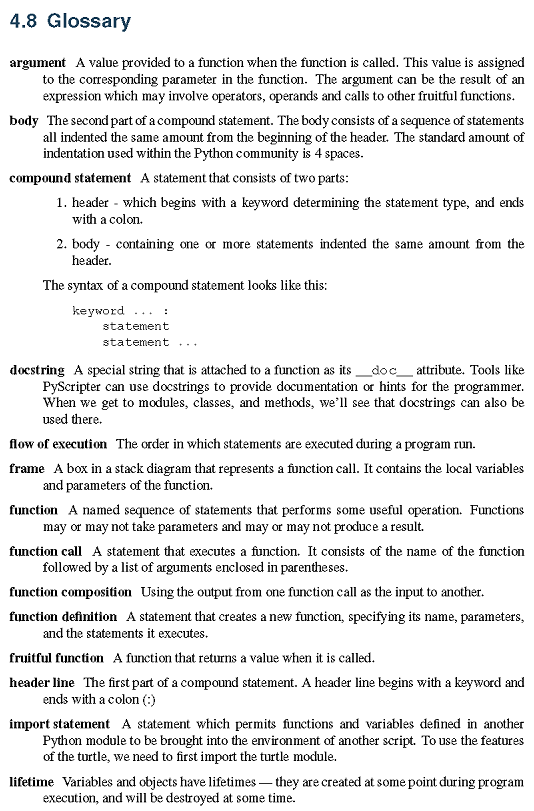 4.8 Glossary
argument A value provided to a function when the function is called. This value is assigned
to the corresponding parameter in the function. The argument can be the result of an
expression which may involve operators, operands and calls to other fruitful functions.
body The second part of a compound statement. The body consists of a sequence of statements
all indented the same amount from the beginning of the header. The standard amount of
indentation used within the Python community is 4 spaces.
compound statement A statement that consists of two parts:
1. header - which begins with a keyword determining the statement type, and ends
with a colon.
2. body - containing one or more statements indented the same amount from the
header.
The syntax of a compound statement looks like this:
keyword ... :
statement
statement ...
docstring A special string that is attached to a function as its __doc__ attribute. Tools like
PyScripter can use docstrings to provide documentation or hints for the programmer.
When we get to modules, classes, and methods, we'll see that docstrings can also be
used there.
flow of execution The order in which statements are executed during a program run.
frame A box in a stack diagram that represents a function call. It contains the local variables
and parameters of the function.
function A named sequence of statements that performs some useful operation. Functions
may or may not take parameters and may or may not produce a result.
function call A statement that executes a function. It consists of the name of the function
followed by a list of arguments enclosed in parentheses.
function composition Using the output from one function call as the input to another.
function definition A statement that creates a new function, specifying its name, parameters,
and the statements it executes.
fruitful function A function that returns a value when it is called.
header line The first part of a compound statement. A header line begins with a keyword and
ends with a colon (:)
import statement A statement which permits functions and variables defined in another
Python module to be brought into the environment of another script. To use the features
of the turtle, we need to first import the turtle module.
lifetime Variables and objects have lifetimes — they are created at some point during program
execution, and will be destroyed at some time.